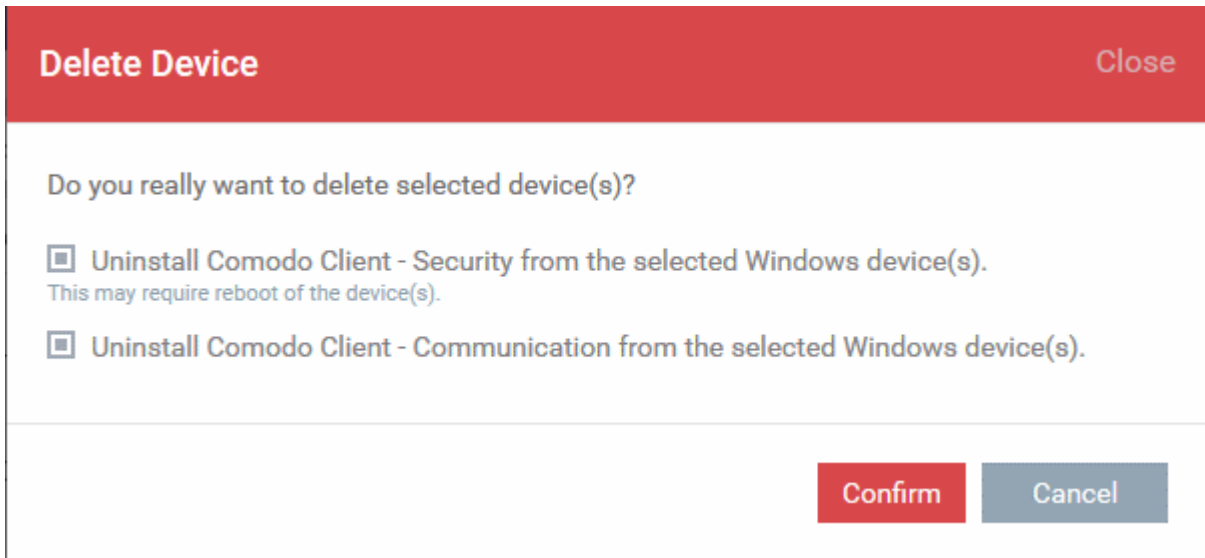 Delete Device
Close
Do you really want to delete selected device(s)?
Uninstall Comodo Client - Security from the selected Windows device(s).
This may require reboot of the device(s).
Uninstall Comodo Client - Communication from the selected Windows device(s).
Confirm
Cancel